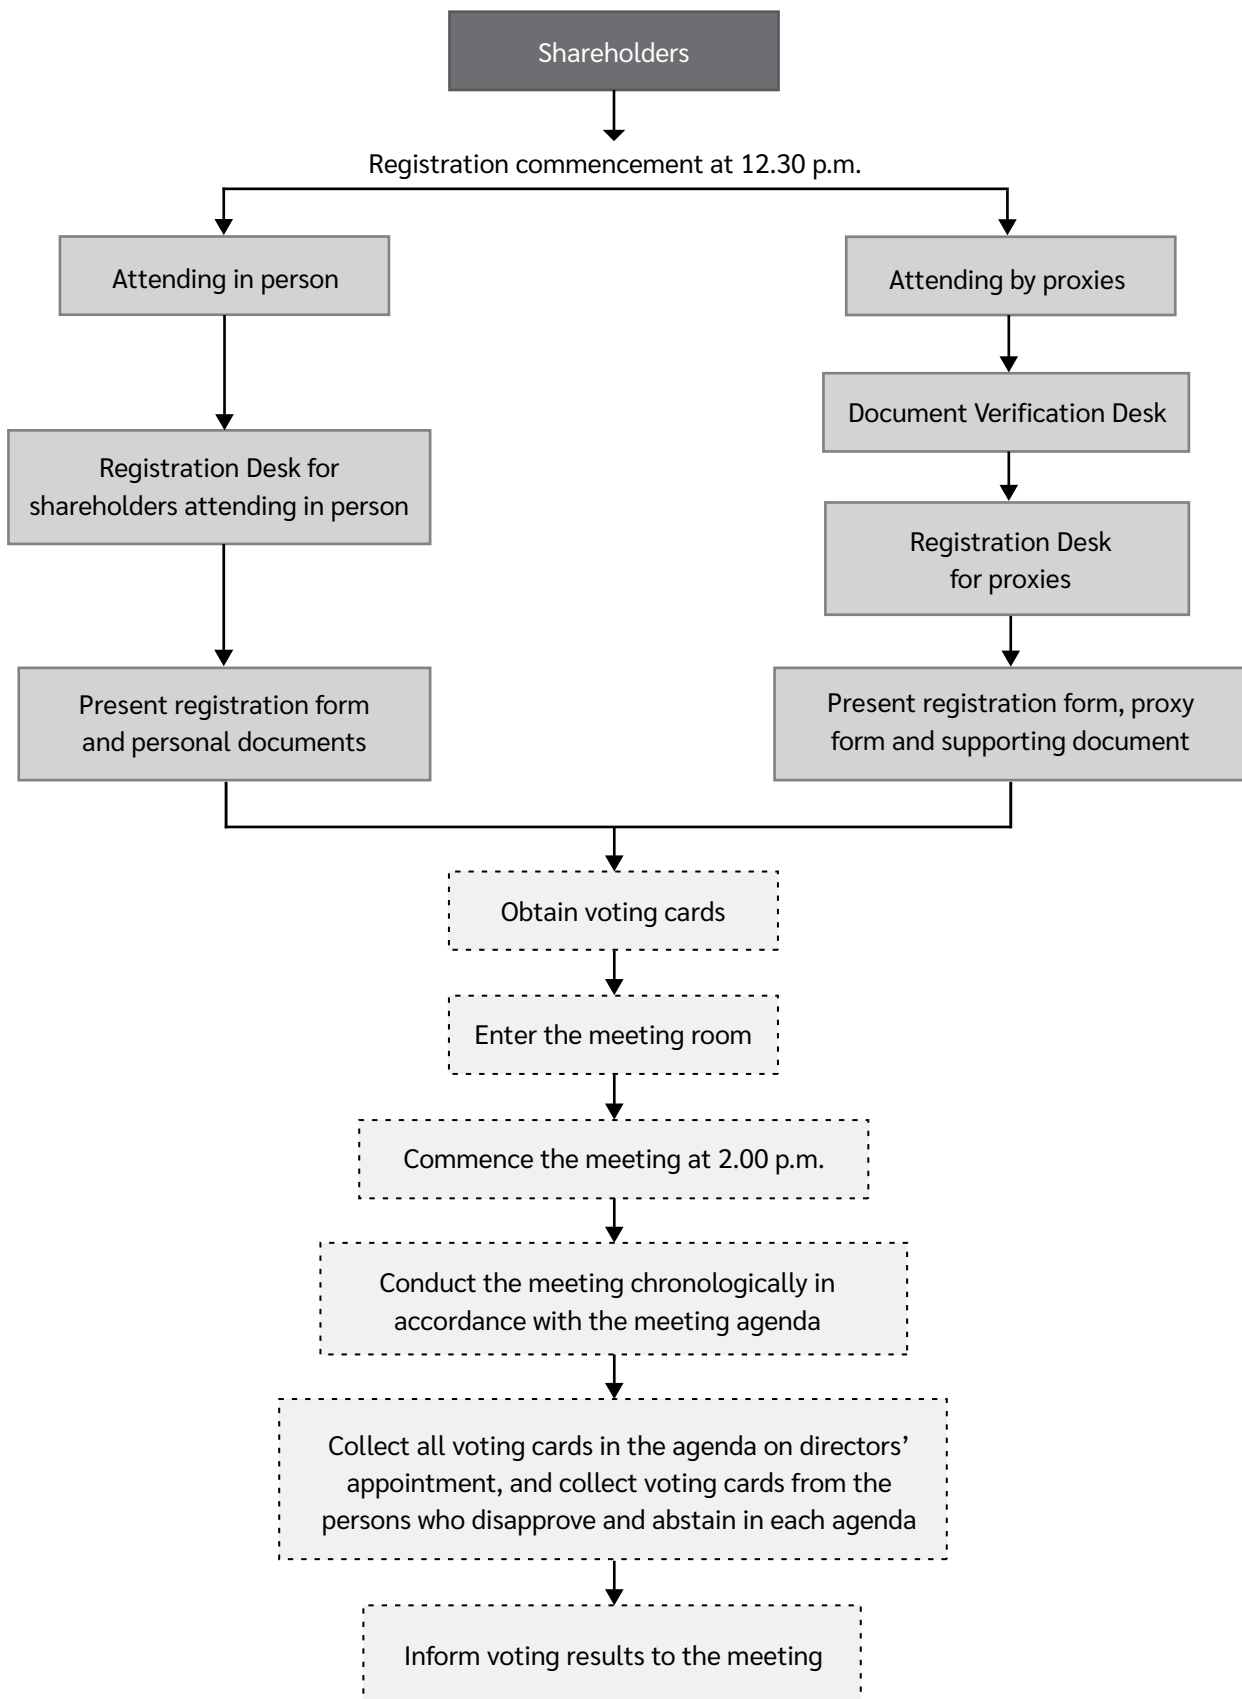 Shareholders
Registration commencement at 12.30 p.m.
Attending in person
Attending by proxies
Document Verification Desk
Registration Desk for
shareholders attending in person
Registration Desk
for proxies
Present registration form
and personal documents
Present registration form, proxy
form and supporting document
Obtain voting cards
Enter the meeting room
Commence the meeting at 2.00 p.m.
Conduct the meeting chronologically in
accordance with the meeting agenda
Collect all voting cards in the agenda on directors’
appointment, and collect voting cards from the
persons who disapprove and abstain in each agenda
Inform voting results to the meeting